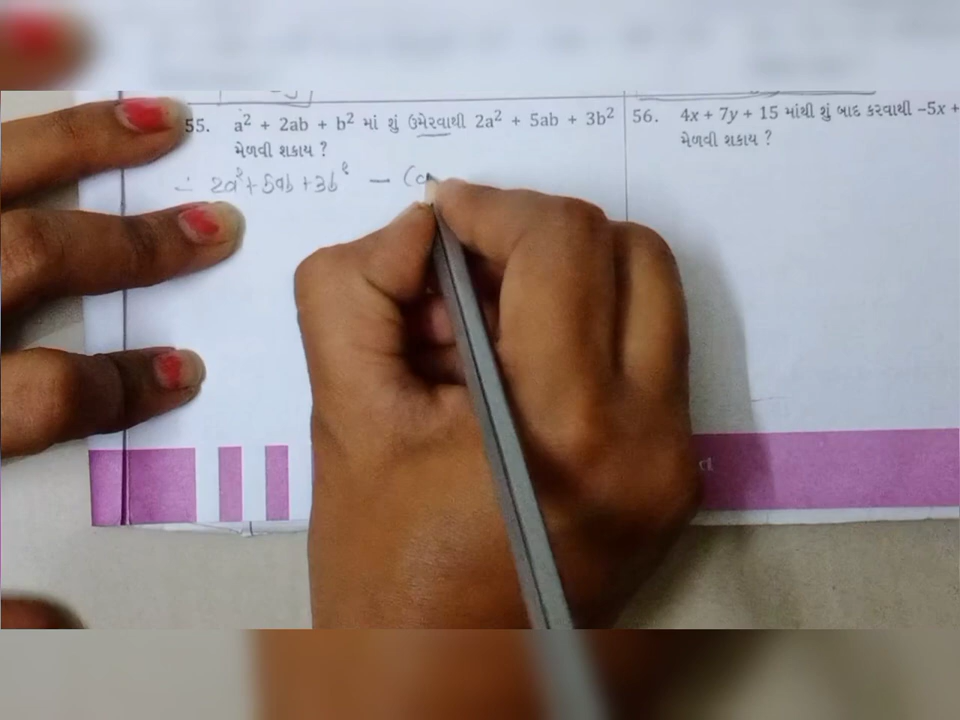 55. a² + 2ab + b² માં શું ઉમેરવાથી 2a² + 5ab + 3b²
મેળવી શકાય ?
∴ 2a² + 5ab + 3b² − (a
56. 4x + 7y + 15 માંથી શું બાદ કરવાથી −5x +
મેળવી શકાય ?
ત